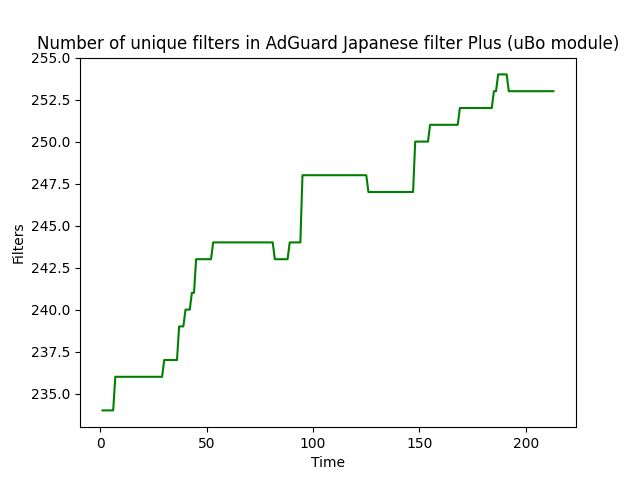 Number of unique filters in AdGuard Japanese filter Plus (uBo module)
255.0
252.5
250.0
247.5
245.0
242.5
240.0
237.5
235.0
Filters
0 50 100 150 200
Time